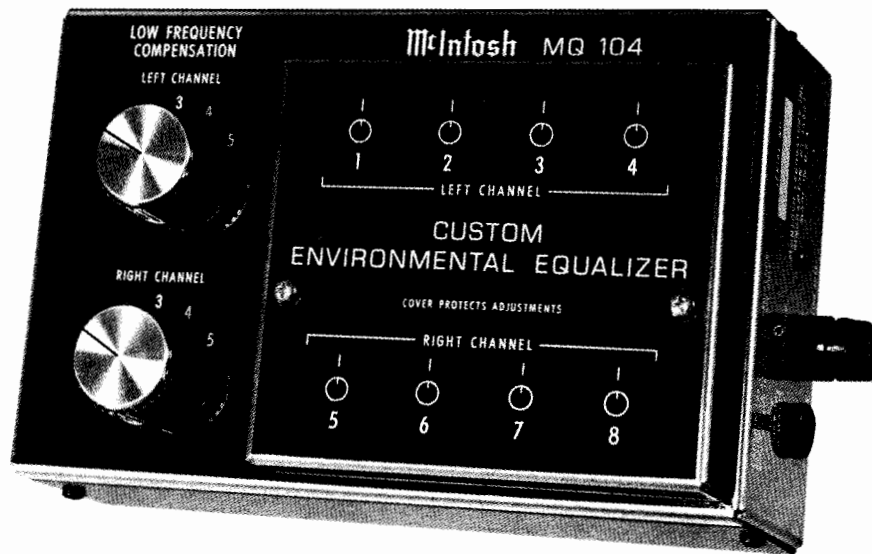 LOW FREQUENCY
COMPENSATION
LEFT CHANNEL
3 4
5
RIGHT CHANNEL
3 4
5
McIntosh MQ 104
1 2 3 4
LEFT CHANNEL
CUSTOM
ENVIRONMENTAL EQUALIZER
COVER PROTECTS ADJUSTMENTS
RIGHT CHANNEL
5 6 7 8